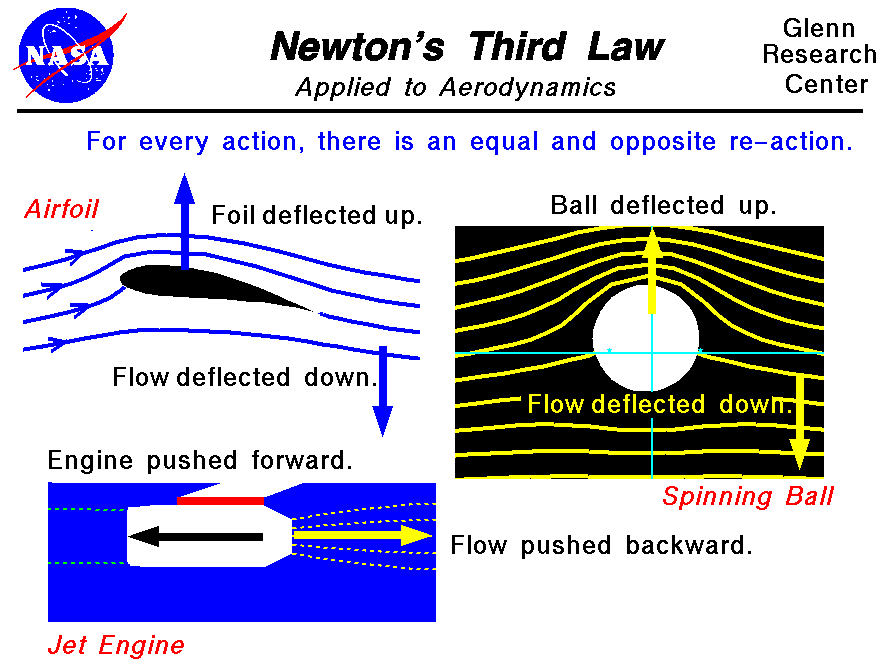 NASA
Newton's Third Law
Applied to Aerodynamics
Glenn
Research
Center
For every action, there is an equal and opposite re-action.
Airfoil
Foil deflected up.
Flow deflected down.
Ball deflected up.
Flow deflected down.
Spinning Ball
Engine pushed forward.
Flow pushed backward.
Jet Engine